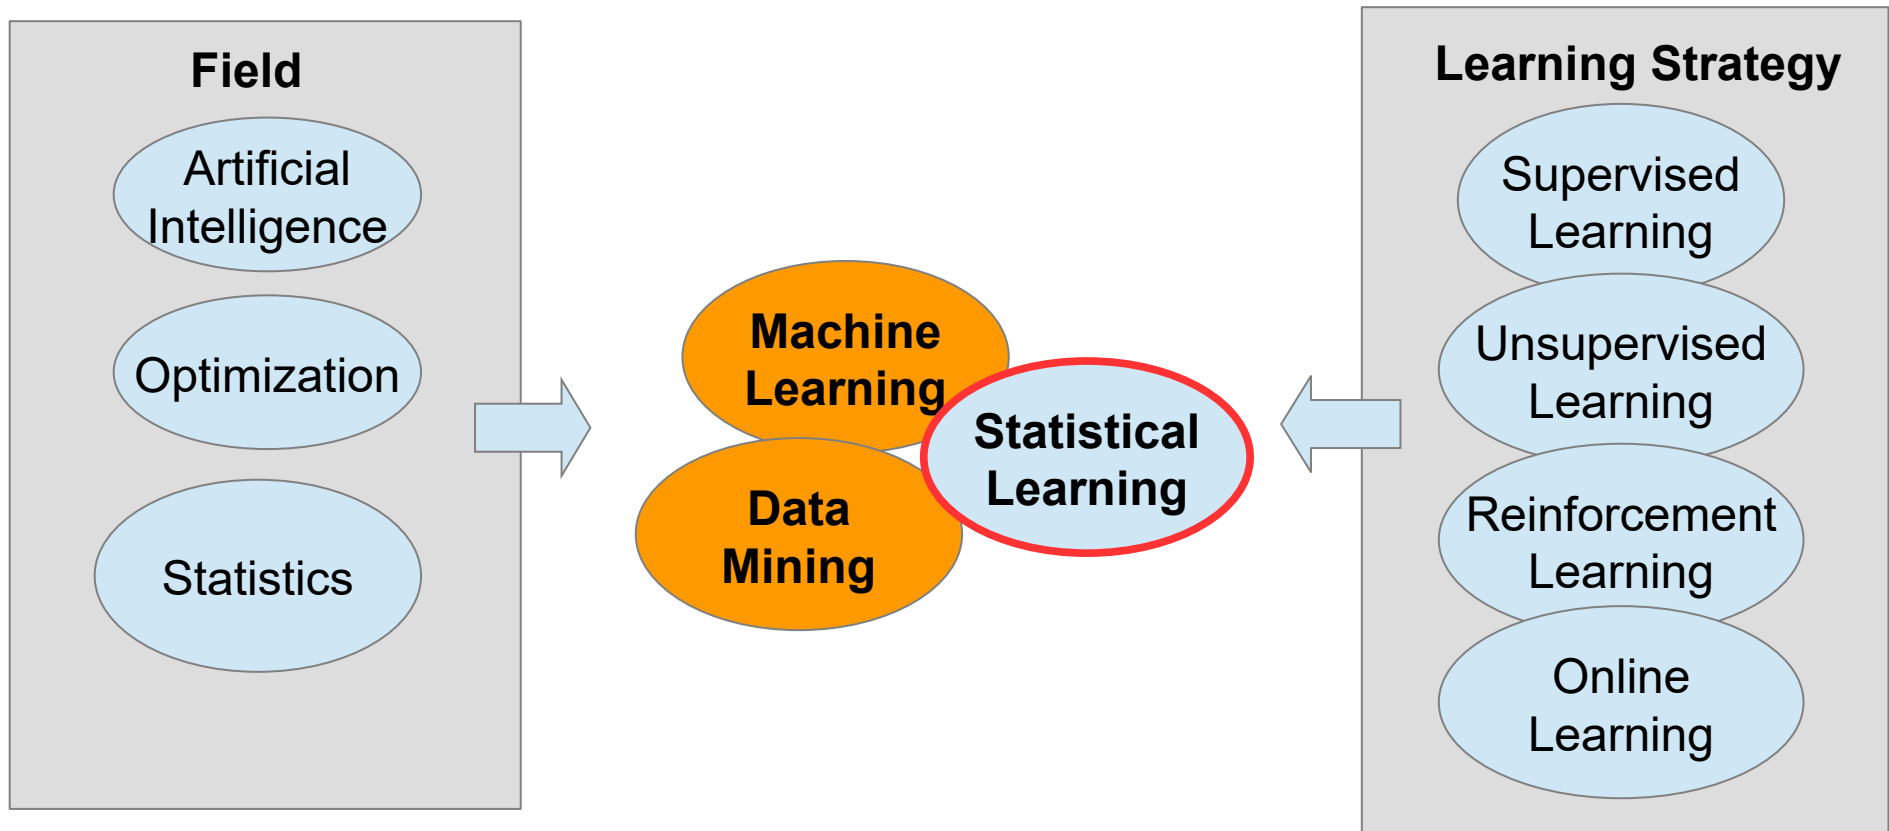 Field
Artificial
Intelligence
Optimization
Statistics
Machine
Learning
Data
Mining
Statistical
Learning
Learning Strategy
Supervised
Learning
Unsupervised
Learning
Reinforcement
Learning
Online
Learning